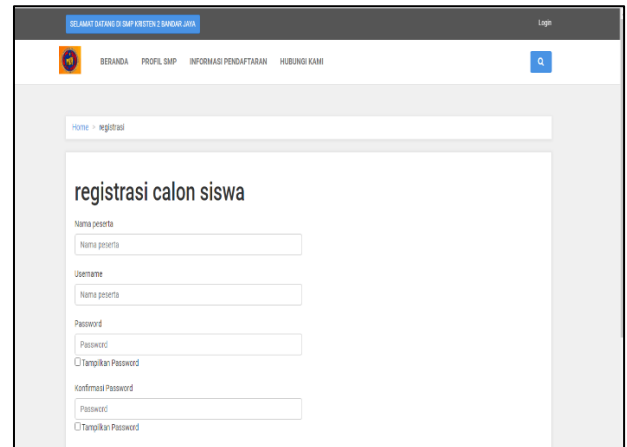 SELAMAT DATANG DI SMP KRISTEN 2 BANDAR JAYA Login
BERANDA PROFIL SMP INFORMASI PENDAFTARAN HUBUNGI KAMI
Home > registrasi
registrasi calon siswa
Nama peserta
Nama peserta
Username
Nama peserta
Password
Password
Tampilkan Password
Konfirmasi Password
Password
Tampilkan Password